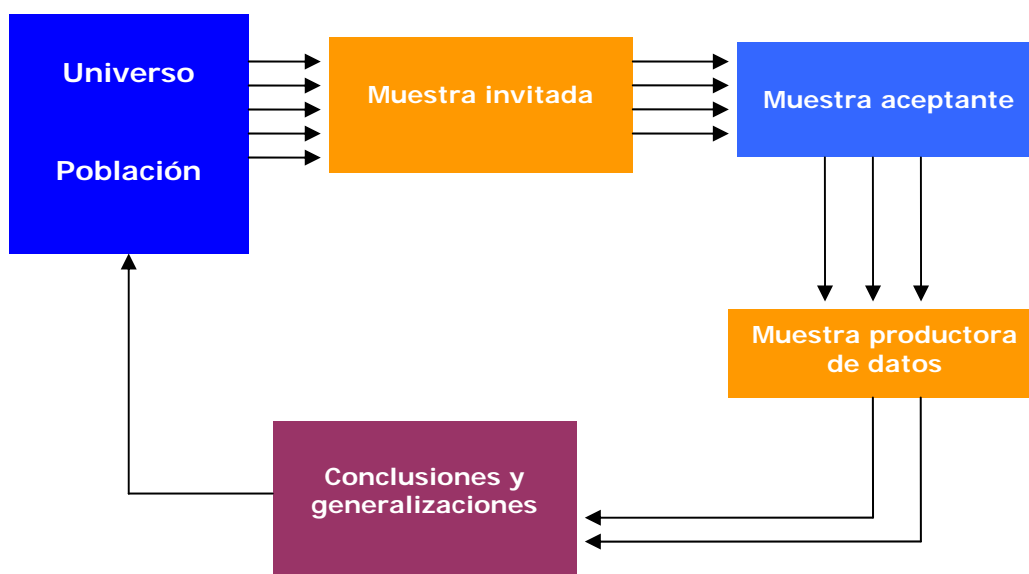 Universo
Población
Muestra invitada
Muestra aceptante
Muestra productora
de datos
Conclusiones y
generalizaciones